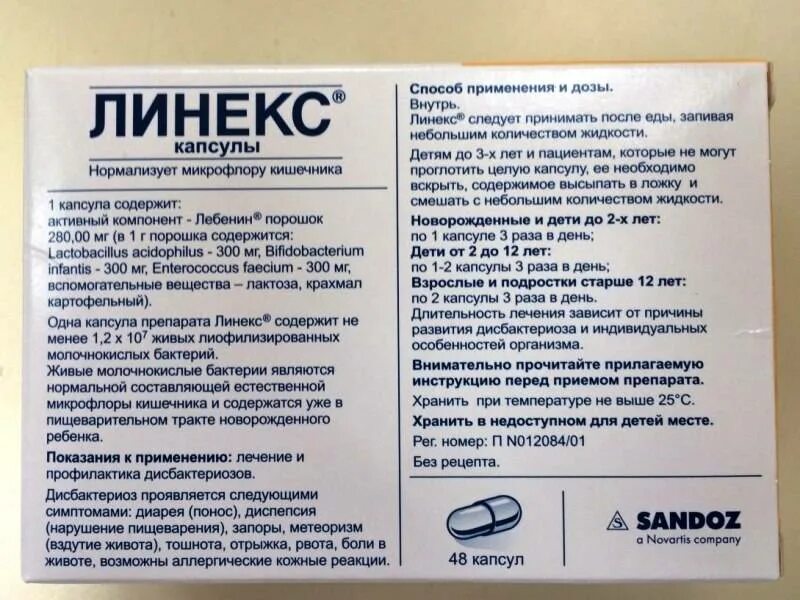 ЛИНЕКС®
капсулы
Нормализует микрофлору кишечника
1 капсула содержит:
активный компонент - Лебенин® порошок
280,00 мг (в 1 г порошка содержится:
Lactobacillus acidophilus - 300 мг, Bifidobacterium
infantis - 300 мг, Enterococcus faecium - 300 мг,
вспомогательные вещества – лактоза, крахмал
картофельный).
Одна капсула препарата Линекс® содержит не
менее 1,2 x 10⁷ живых лиофилизированных
молочнокислых бактерий.
Живые молочнокислые бактерии являются
нормальной составляющей естественной
микрофлоры кишечника и содержатся уже в
пищеварительном тракте новорожденного
ребенка.
Показания к применению: лечение и
профилактика дисбактериозов.
Дисбактериоз проявляется следующими
симптомами: диарея (понос), диспепсия
(нарушение пищеварения), запоры, метеоризм
(вздутие живота), тошнота, отрыжка, рвота, боли в
животе, возможны аллергические кожные реакции.
Способ применения и дозы.
Внутрь.
Линекс® следует принимать после еды, запивая
небольшим количеством жидкости.
Детям до 3-х лет и пациентам, которые не могут
проглотить целую капсулу, ее необходимо
вскрыть, содержимое высыпать в ложку и
смешать с небольшим количеством жидкости.
Новорожденные и дети до 2-х лет:
по 1 капсуле 3 раза в день;
Дети от 2 до 12 лет:
по 1-2 капсулы 3 раза в день;
Взрослые и подростки старше 12 лет:
по 2 капсулы 3 раза в день.
Длительность лечения зависит от причины
развития дисбактериоза и индивидуальных
особенностей организма.
Внимательно прочитайте прилагаемую
инструкцию перед приемом препарата.
Хранить при температуре не выше 25°C.
Хранить в недоступном для детей месте.
Рег. номер: П N012084/01
Без рецепта.
48 капсул
SANDOZ
a Novartis company